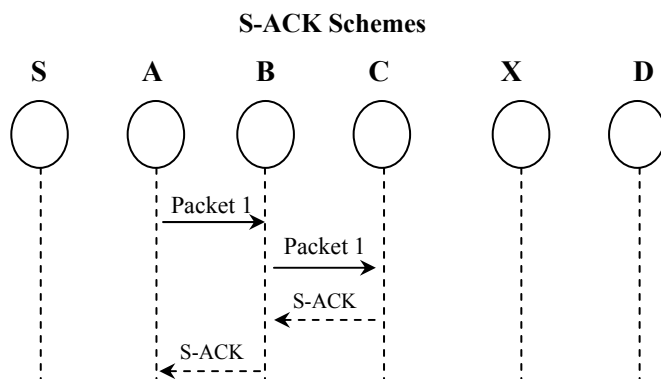 S-ACK Schemes
S A B C X D
Packet 1
Packet 1
S-ACK
S-ACK